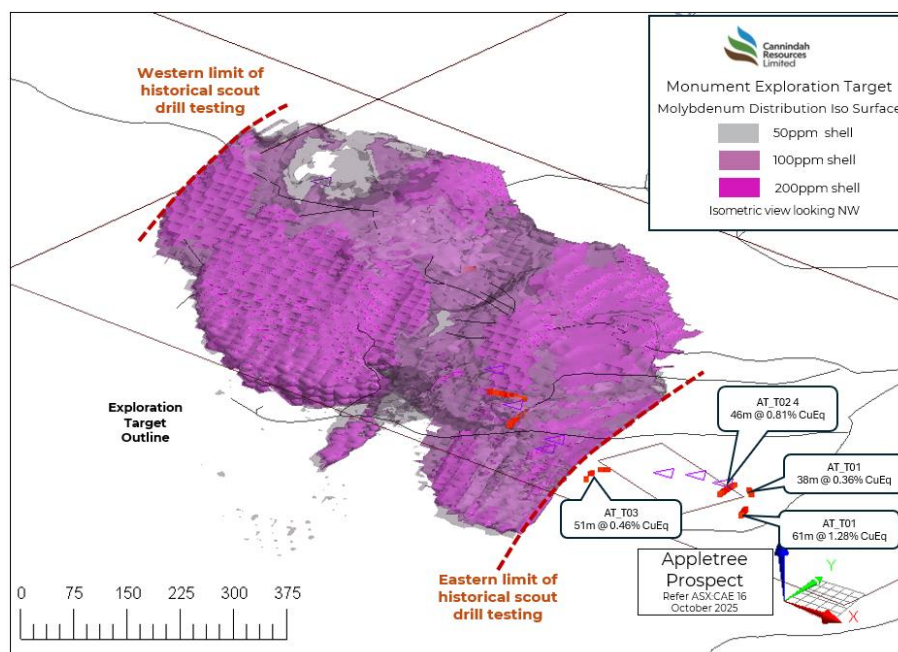 Cannindah
Resources
Limited
Monument Exploration Target
Molybdenum Distribution Iso Surface
50ppm shell
100ppm shell
200ppm shell
Isometric view looking NW
Western limit of
historical scout
drill testing
Exploration
Target
Outline
AT_T02 4
46m @ 0.81% CuEq
AT_T01
38m @ 0.36% CuEq
AT_T03
51m @ 0.46% CuEq
AT_T01
61m @ 1.28% CuEq
Eastern limit of
historical scout
drill testing
Appletree
Prospect
Refer ASX:CAE 16
October 2025
0 75 150 225 300 375
Y
X